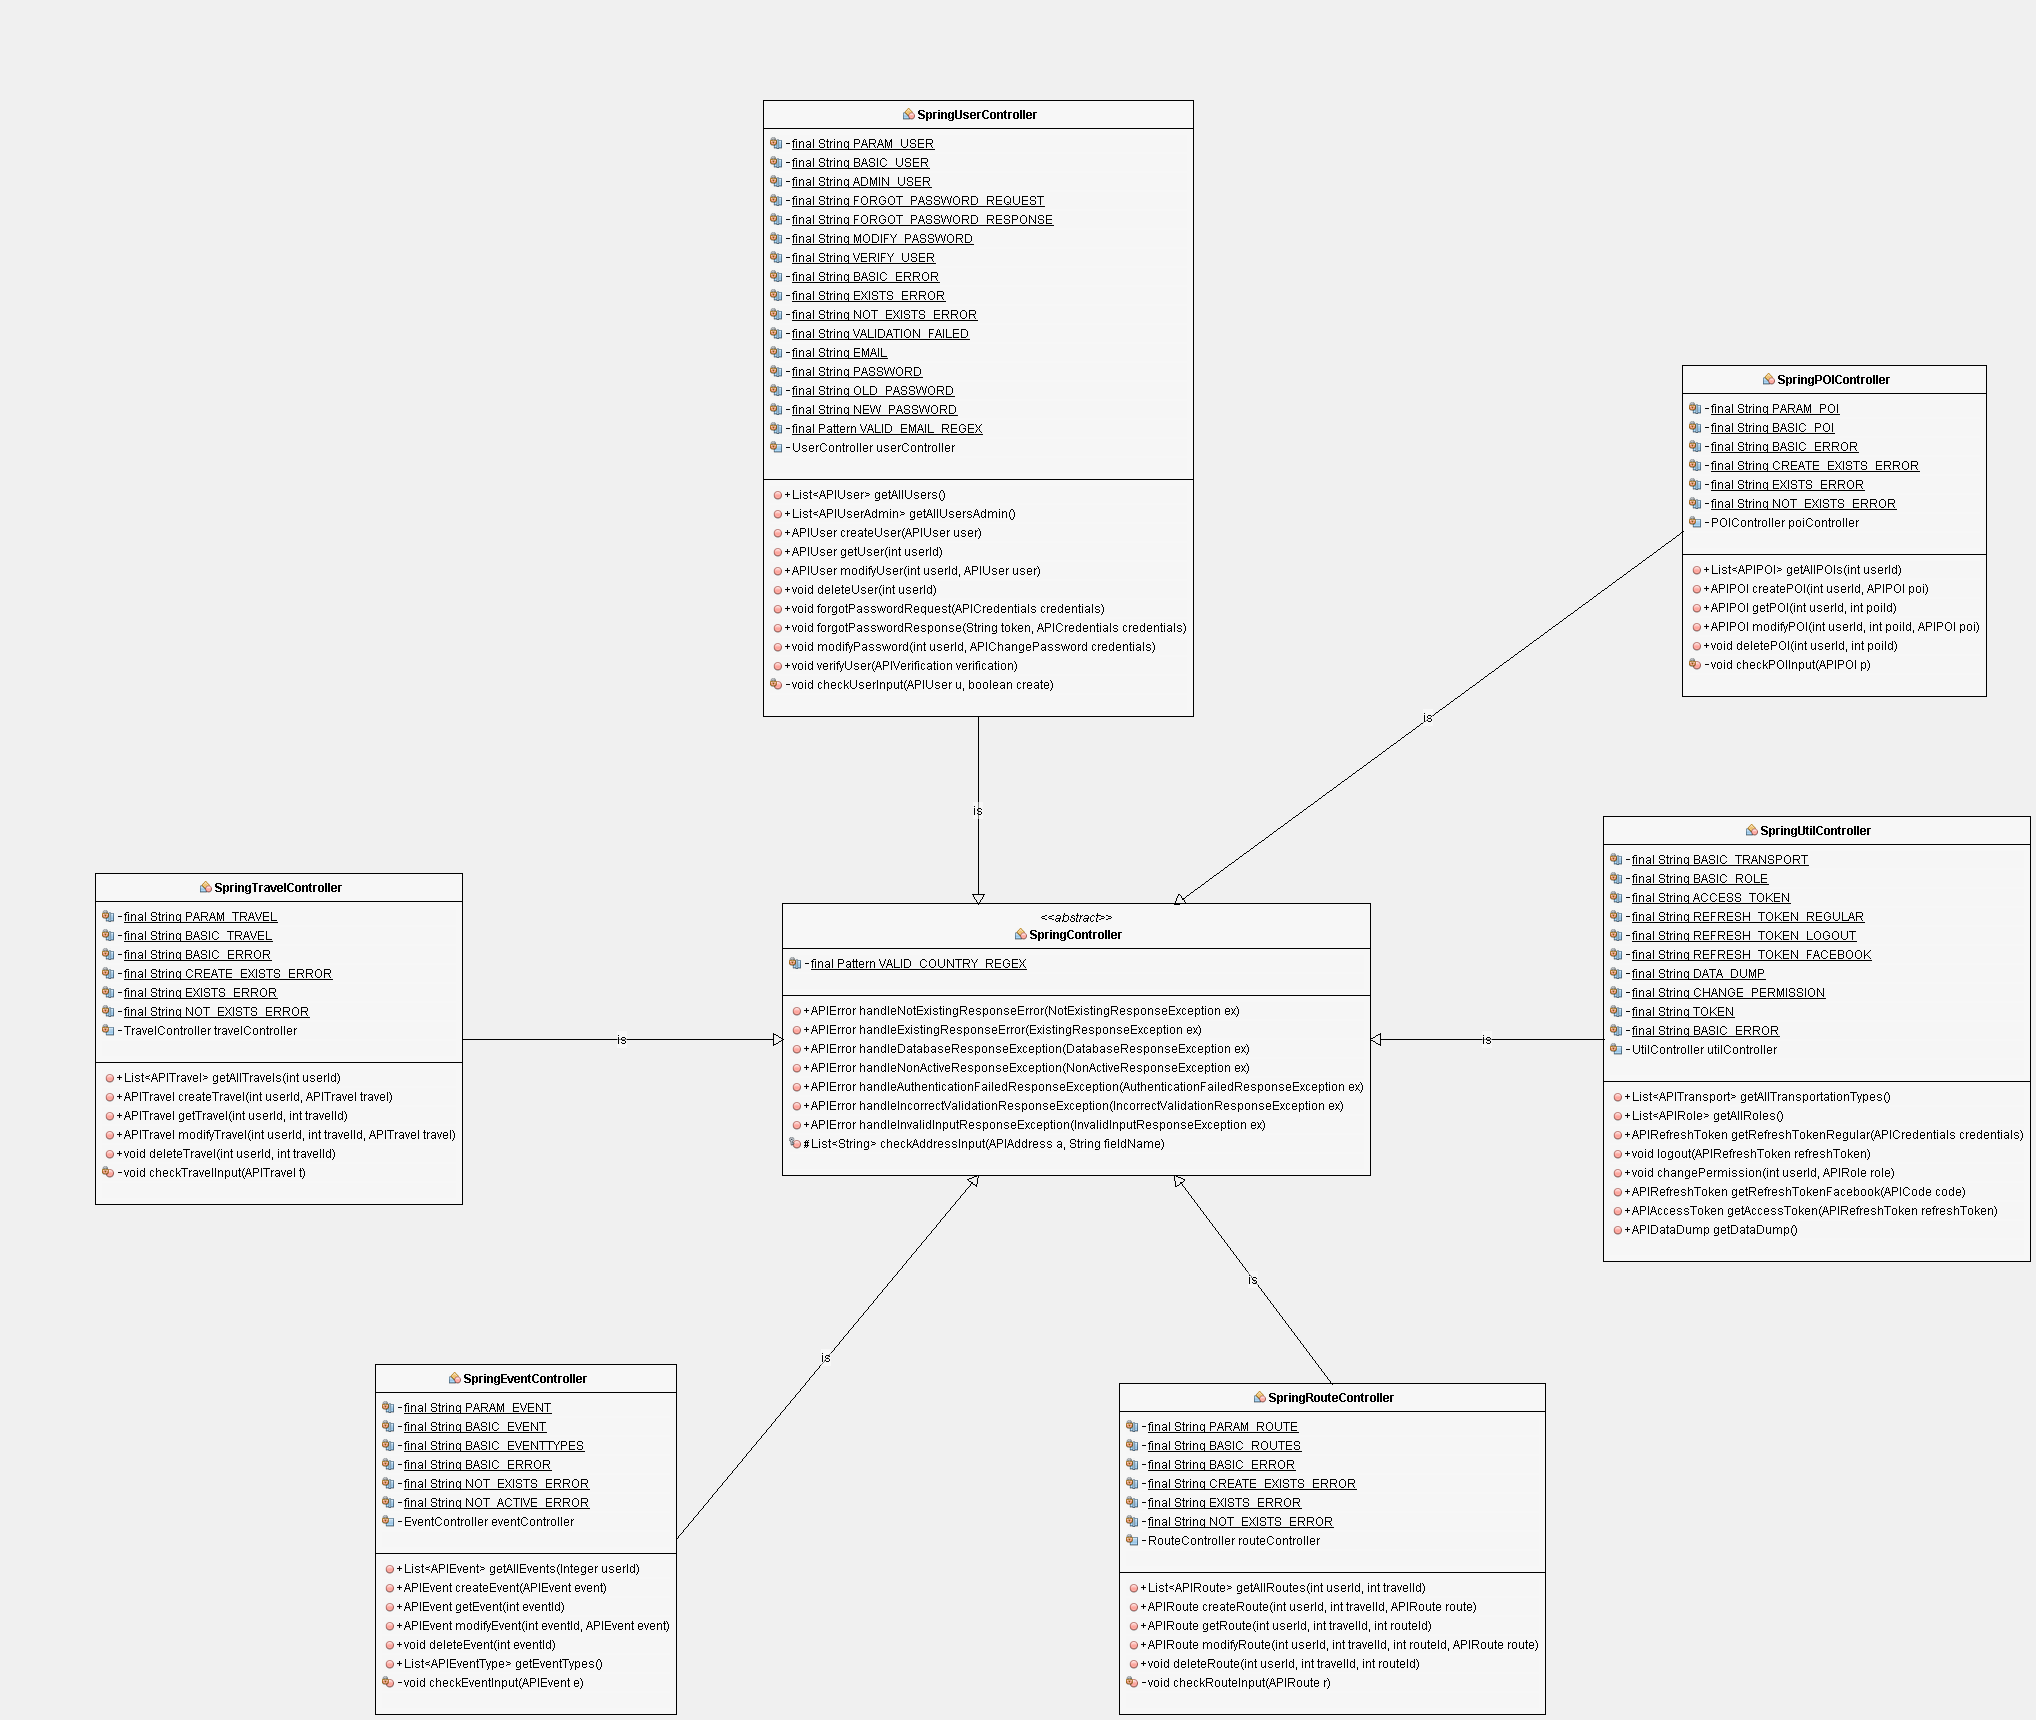 SpringUserController
-final String PARAM_USER
-final String BASIC_USER
-final String ADMIN_USER
-final String FORGOT_PASSWORD_REQUEST
-final String FORGOT_PASSWORD_RESPONSE
-final String MODIFY_PASSWORD
-final String VERIFY_USER
-final String BASIC_ERROR
-final String EXISTS_ERROR
-final String NOT_EXISTS_ERROR
-final String VALIDATION_FAILED
-final String EMAIL
-final String PASSWORD
-final String OLD_PASSWORD
-final String NEW_PASSWORD
-final Pattern VALID_EMAIL_REGEX
-UserController userController
+List<APIUser> getAllUsers()
+List<APIUserAdmin> getAllUsersAdmin()
+APIUser createUser(APIUser user)
+APIUser getUser(int userId)
+APIUser modifyUser(int userId, APIUser user)
+void deleteUser(int userId)
+void forgotPasswordRequest(APICredentials credentials)
+void forgotPasswordResponse(String token, APICredentials credentials)
+void modifyPassword(int userId, APIChangePassword credentials)
+void verifyUser(APIVerification verification)
-void checkUserInput(APIUser u, boolean create)
SpringPOIController
-final String PARAM_POI
-final String BASIC_POI
-final String BASIC_ERROR
-final String CREATE_EXISTS_ERROR
-final String EXISTS_ERROR
-final String NOT_EXISTS_ERROR
-POIController poiController
+List<APIPOI> getAllPOIs(int userId)
+APIPOI createPOI(int userId, APIPOI poi)
+APIPOI getPOI(int userId, int poiId)
+APIPOI modifyPOI(int userId, int poiId, APIPOI poi)
+void deletePOI(int userId, int poiId)
-void checkPOIInput(APIPOI p)
is
is
SpringUtilController
-final String BASIC_TRANSPORT
-final String BASIC_ROLE
-final String ACCESS_TOKEN
-final String REFRESH_TOKEN_REGULAR
-final String REFRESH_TOKEN_LOGOUT
-final String REFRESH_TOKEN_FACEBOOK
-final String DATA_DUMP
-final String CHANGE_PERMISSION
-final String TOKEN
-final String BASIC_ERROR
-UtilController utilController
+List<APITransport> getAllTransportationTypes()
+List<APIRole> getAllRoles()
+APIRefreshToken getRefreshTokenRegular(APICredentials credentials)
+void logout(APIRefreshToken refreshToken)
+void changePermission(int userId, APIRole role)
+APIRefreshToken getRefreshTokenFacebook(APICode code)
+APIAccessToken getAccessToken(APIRefreshToken refreshToken)
+APIDataDump getDataDump()
SpringTravelController
-final String PARAM_TRAVEL
-final String BASIC_TRAVEL
-final String BASIC_ERROR
-final String CREATE_EXISTS_ERROR
-final String EXISTS_ERROR
-final String NOT_EXISTS_ERROR
-TravelController travelController
+List<APITravel> getAllTravels(int userId)
+APITravel createTravel(int userId, APITravel travel)
+APITravel getTravel(int userId, int travelId)
+APITravel modifyTravel(int userId, int travelId, APITravel travel)
+void deleteTravel(int userId, int travelId)
-void checkTravelInput(APITravel t)
is
<<abstract>>
SpringController
-final Pattern VALID_COUNTRY_REGEX
+APIError handleNotExistingResponseError(NotExistingResponseException ex)
+APIError handleExistingResponseError(ExistingResponseException ex)
+APIError handleDatabaseResponseException(DatabaseResponseException ex)
+APIError handleNonActiveResponseException(NonActiveResponseException ex)
+APIError handleAuthenticationFailedResponseException(AuthenticationFailedResponseException ex)
+APIError handleIncorrectValidationResponseException(IncorrectValidationResponseException ex)
+APIError handleInvalidInputResponseException(InvalidInputResponseException ex)
#List<String> checkAddressInput(APIAddress a, String fieldName)
is
is
is
SpringEventController
-final String PARAM_EVENT
-final String BASIC_EVENT
-final String BASIC_EVENTTYPES
-final String BASIC_ERROR
-final String NOT_EXISTS_ERROR
-final String NOT_ACTIVE_ERROR
-EventController eventController
+List<APIEvent> getAllEvents(Integer userId)
+APIEvent createEvent(APIEvent event)
+APIEvent getEvent(int eventId)
+APIEvent modifyEvent(int eventId, APIEvent event)
+void deleteEvent(int eventId)
+List<APIEventType> getEventTypes()
-void checkEventInput(APIEvent e)
SpringRouteController
-final String PARAM_ROUTE
-final String BASIC_ROUTES
-final String BASIC_ERROR
-final String CREATE_EXISTS_ERROR
-final String EXISTS_ERROR
-final String NOT_EXISTS_ERROR
-RouteController routeController
+List<APIRoute> getAllRoutes(int userId, int travelId)
+APIRoute createRoute(int userId, int travelId, APIRoute route)
+APIRoute getRoute(int userId, int travelId, int routeId)
+APIRoute modifyRoute(int userId, int travelId, int routeId, APIRoute route)
+void deleteRoute(int userId, int travelId, int routeId)
-void checkRouteInput(APIRoute r)